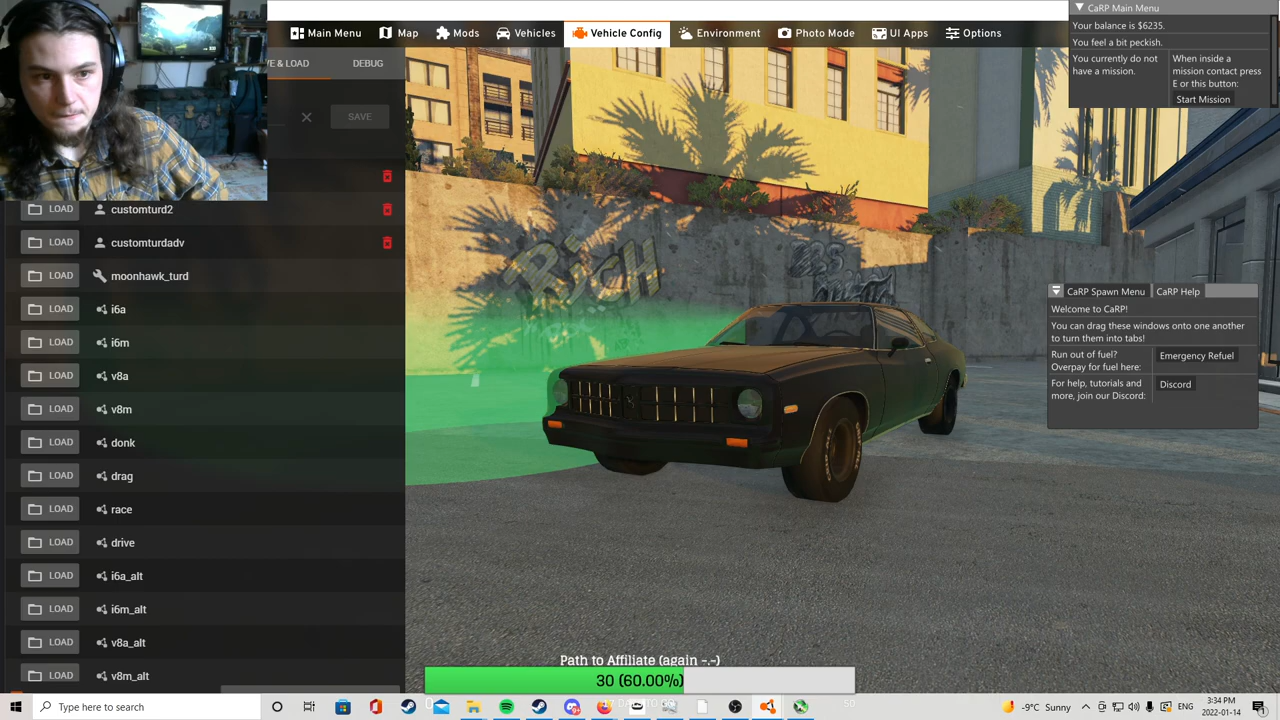 CaRP Main Menu
Your balance is $6235.
You feel a bit peckish.
You currently do not have a mission.
When inside a mission contact press E or this button:
Start Mission
Main Menu
Map
Mods
Vehicles
Vehicle Config
Environment
Photo Mode
UI Apps
Options
E & LOAD
DEBUG
SAVE
LOAD customturd2
LOAD customturdadv
LOAD moonhawk_turd
LOAD i6a
LOAD i6m
LOAD v8a
LOAD v8m
LOAD donk
LOAD drag
LOAD race
LOAD drive
LOAD i6a_alt
LOAD i6m_alt
LOAD v8a_alt
LOAD v8m_alt
RiCH
CaRP Spawn Menu
CaRP Help
Welcome to CaRP!
You can drag these windows onto one another
to turn them into tabs!
Run out of fuel?
Overpay for fuel here:
Emergency Refuel
For help, tutorials and
more, join our Discord:
Discord
Path to Affiliate (again -.-)
30 (60.00%)
Type here to search
-9°C Sunny
ENG
3:34 PM
2022-01-14